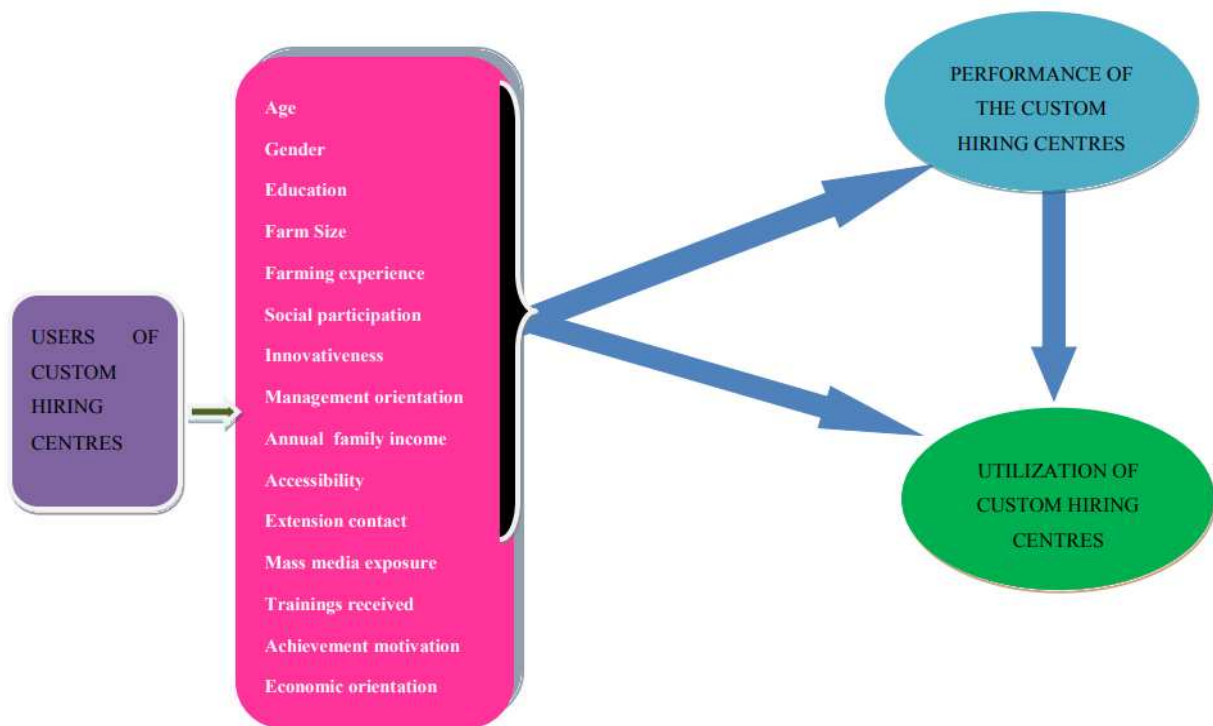 USERS OF
CUSTOM
HIRING
CENTRES
Age
Gender
Education
Farm Size
Farming experience
Social participation
Innovativeness
Management orientation
Annual family income
Accessibility
Extension contact
Mass media exposure
Trainings received
Achievement motivation
Economic orientation
PERFORMANCE OF
THE CUSTOM
HIRING CENTRES
UTILIZATION OF
CUSTOM HIRING
CENTRES